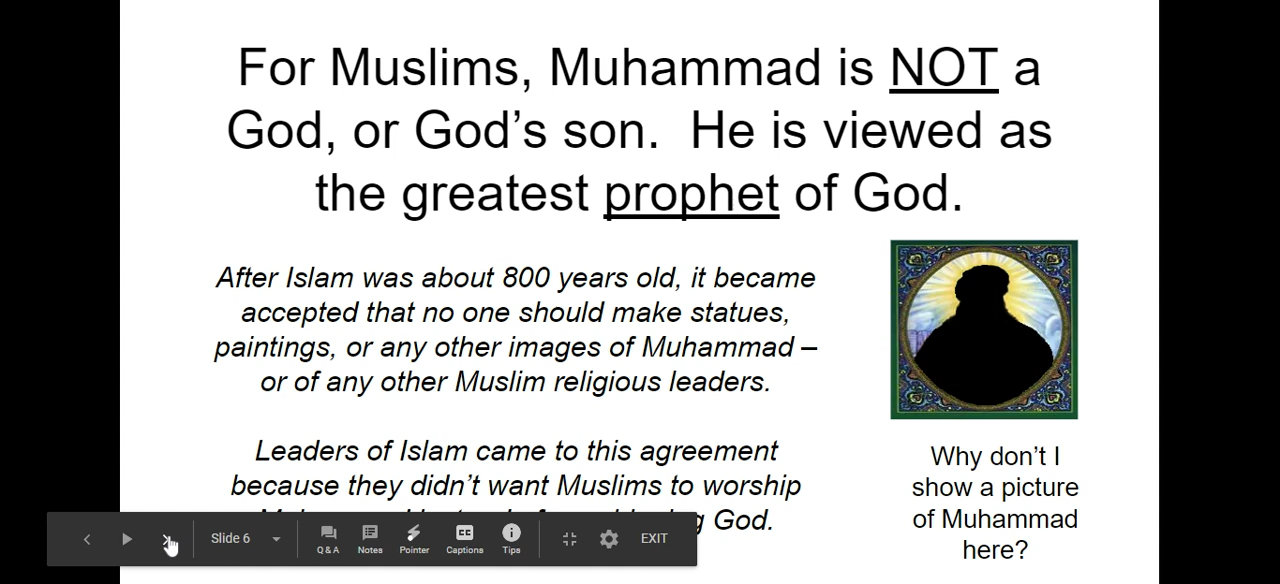 For Muslims, Muhammad is NOT a
God, or God’s son. He is viewed as
the greatest prophet of God.
After Islam was about 800 years old, it became
accepted that no one should make statues,
paintings, or any other images of Muhammad –
or of any other Muslim religious leaders.
Leaders of Islam came to this agreement
because they didn’t want Muslims to worship
God.
Why don’t I
show a picture
of Muhammad
here?
Slide 6
Q & A
Notes
Pointer
Captions
Tips
EXIT